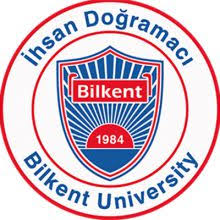 İhsan Doğramacı
Bilkent
1984
Bilkent University